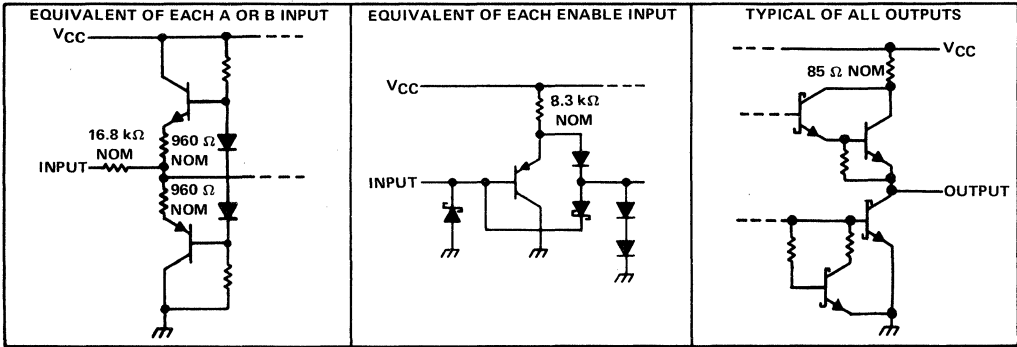 EQUIVALENT OF EACH A OR B INPUT
VCC
16.8 kΩ
NOM
960 Ω
NOM
INPUT
960 Ω
NOM
EQUIVALENT OF EACH ENABLE INPUT
VCC
8.3 kΩ
NOM
INPUT
TYPICAL OF ALL OUTPUTS
VCC
85 Ω NOM
OUTPUT